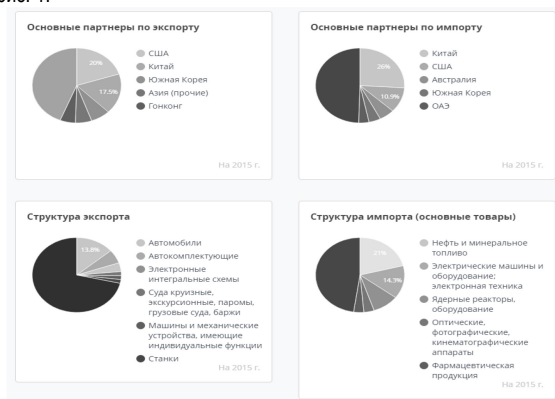 Основные партнеры по экспорту
20%
17.5%
США
Китай
Южная Корея
Азия (прочие)
Гонконг
На 2015 г.
Основные партнеры по импорту
26%
10.9%
Китай
США
Австралия
Южная Корея
ОАЭ
На 2015 г.
Структура экспорта
13.8%
Автомобили
Автокомплектующие
Электронные
интегральные схемы
Суда круизные,
экскурсионные, паромы,
грузовые суда, баржи
Машины и механические
устройства, имеющие
индивидуальные функции
Станки
На 2015 г.
Структура импорта (основные товары)
21%
14.3%
Нефть и минеральное
топливо
Электрические машины и
оборудование;
электронная техника
Ядерные реакторы,
оборудование
Оптические,
фотографические,
кинематографические
аппараты
Фармацевтическая
продукция
На 2015 г.